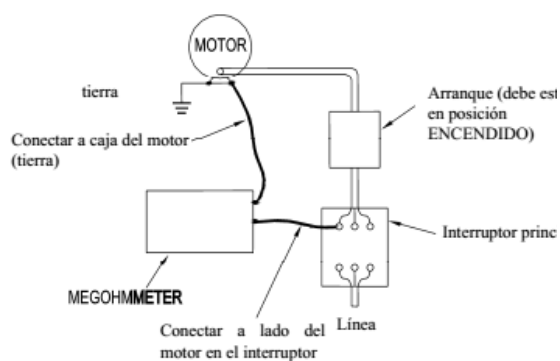 MOTOR
tierra
Arranque (debe est
en posición
ENCENDIDO)
Conectar a caja del motor
(tierra)
Interruptor princ
MEGOHMMETER
Conectar a lado del
motor en el interruptor
Línea